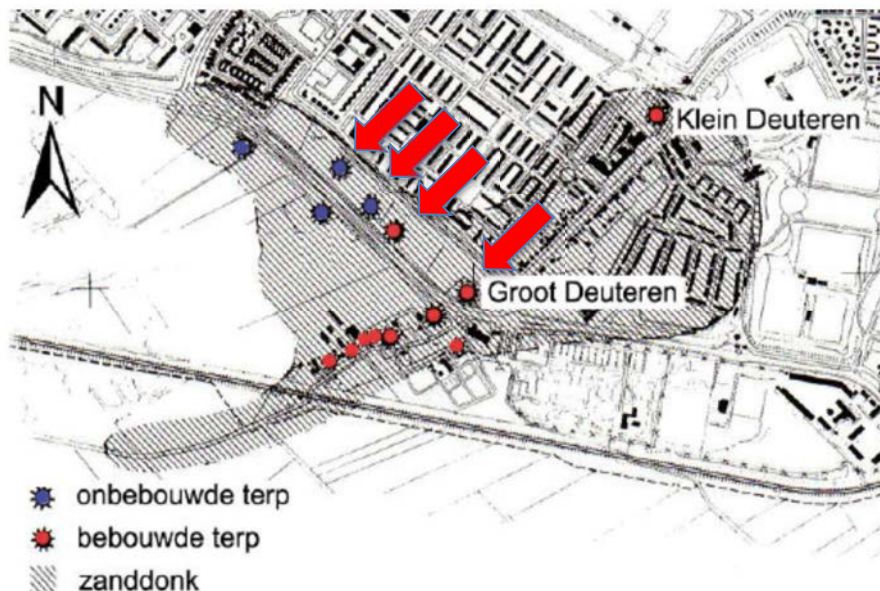 N
Klein Deuteren
Groot Deuteren
onbebouwde terp
bebouwde terp
zanddonk